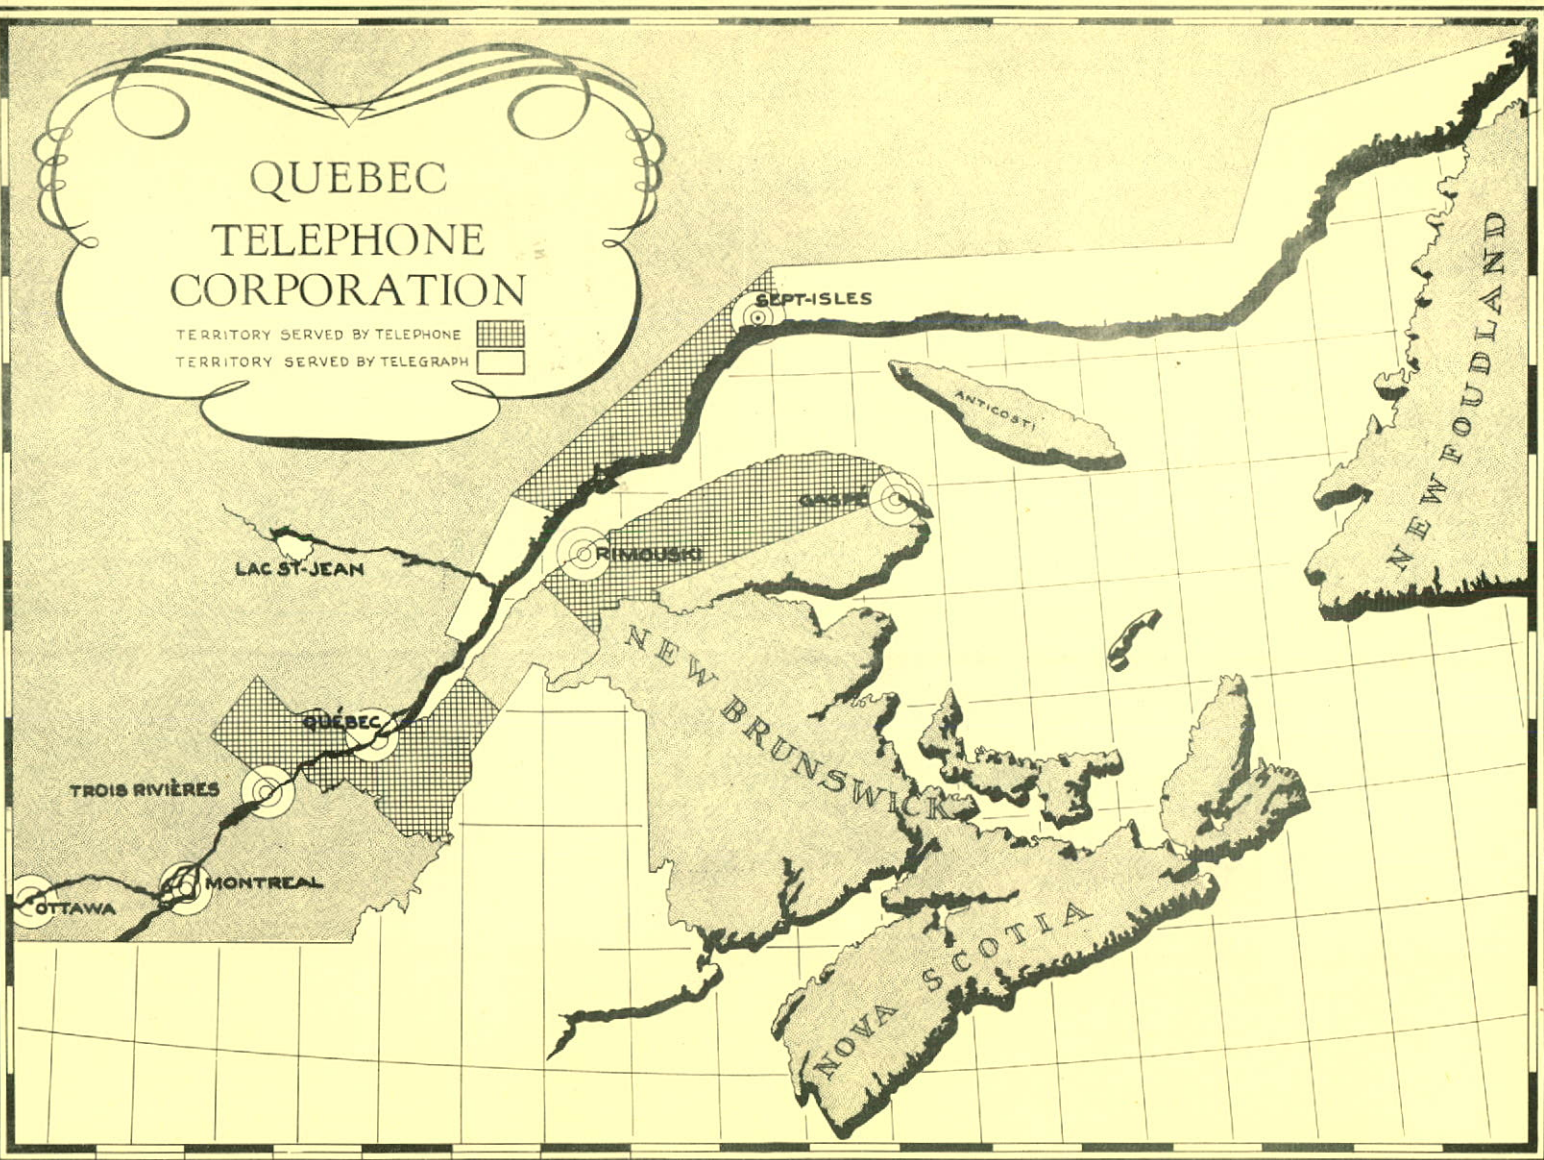 QUEBEC
TELEPHONE
CORPORATION
TERRITORY SERVED BY TELEPHONE
TERRITORY SERVED BY TELEGRAPH
SEPT-ISLES
ANTICOSTI
NEWFOUDLAND
GASPÉ
RIMOUSKI
LAC ST-JEAN
NEW BRUNSWICK
QUÉBEC
TROIS RIVIÈRES
MONTREAL
OTTAWA
NOVA SCOTIA